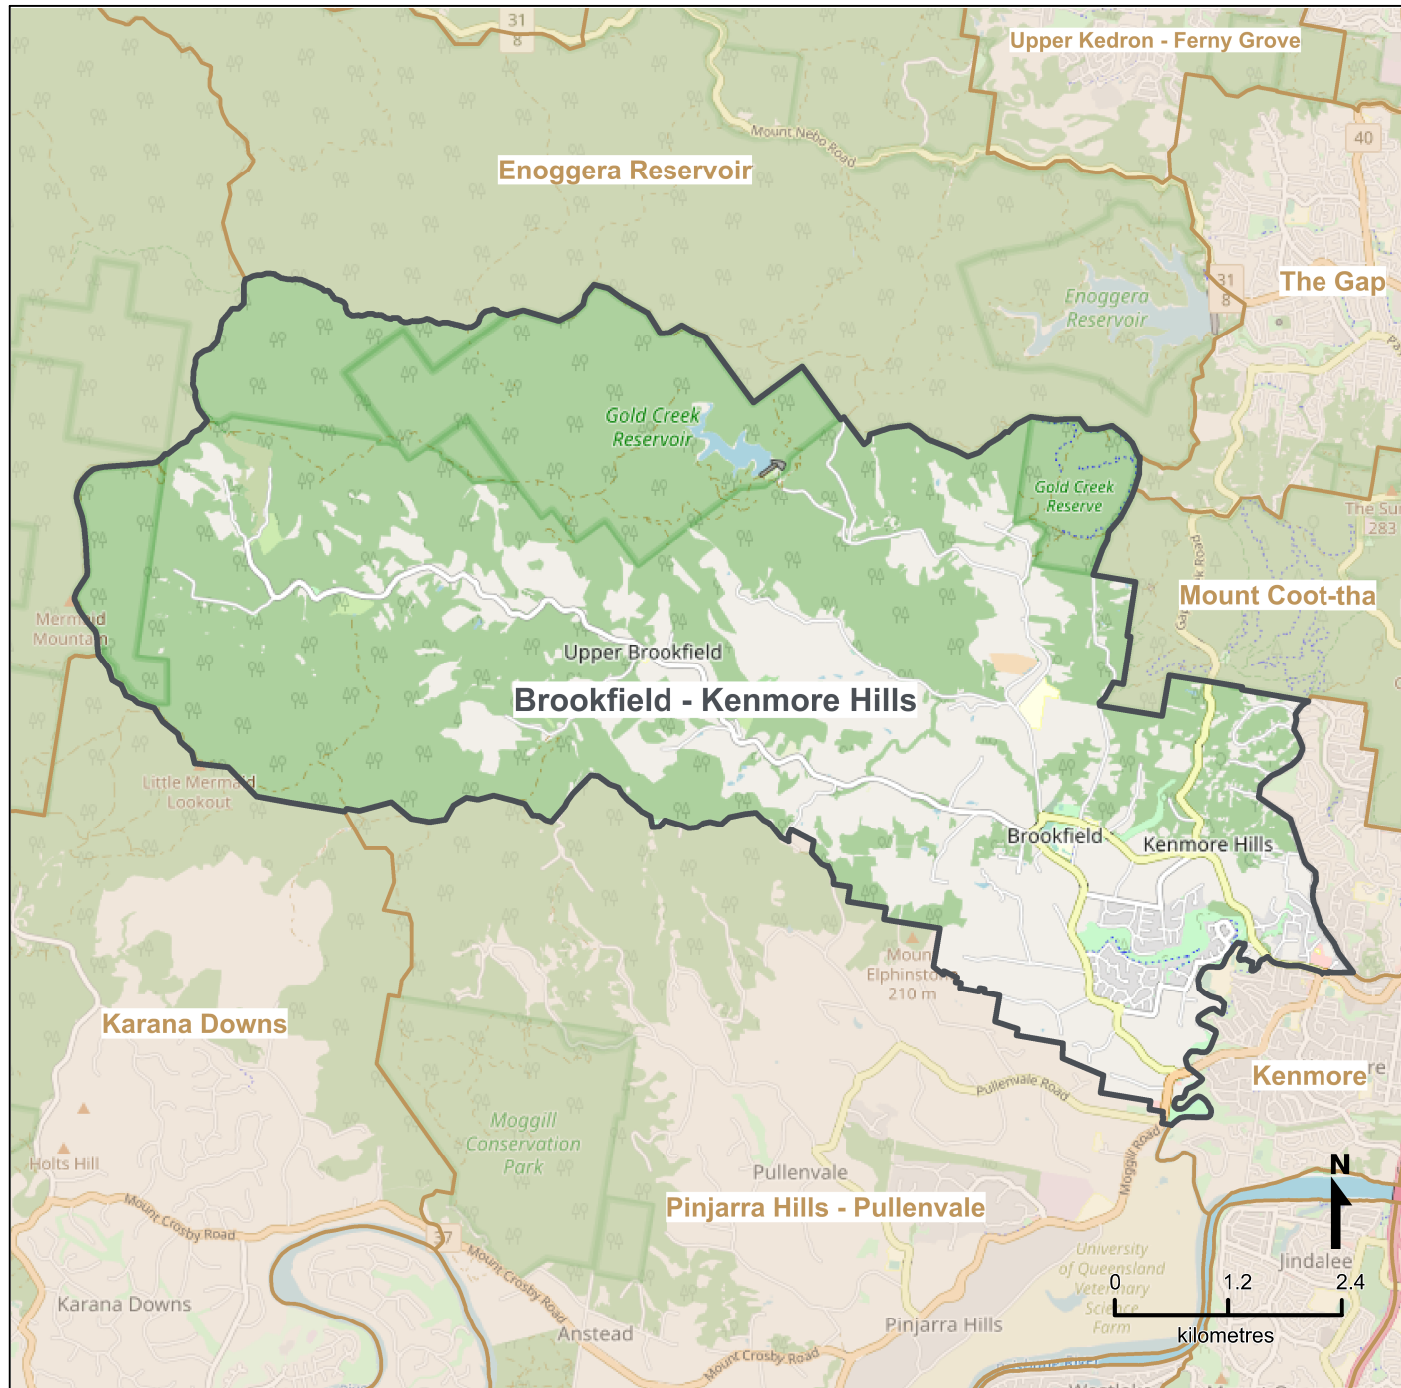 31
8
Upper Kedron - Ferny Grove
40
Mount Nebo Road
Enoggera Reservoir
The Gap
31
8
Enoggera
Reservoir
Gold Creek
Reservoir
Gold Creek
Reserve
283
Mount Coot-tha
Mermaid
Mountain
Upper Brookfield
Brookfield - Kenmore Hills
Little Mermaid
Lookout
Brookfield
Kenmore Hills
Mount
Elphinstone
210 m
Karana Downs
Kenmore
Pullenvale Road
Moggill
Conservation
Park
Holts Hill
Pullenvale
Moggill Road
N
Pinjarra Hills - Pullenvale
Mount Crosby Road
37
Mount Crosby Road
University
of Queensland
Veterinary
Science
Farm
Jindalee
0 1.2 2.4
kilometres
Karana Downs
Anstead
Pinjarra Hills
Mount Crosby Road